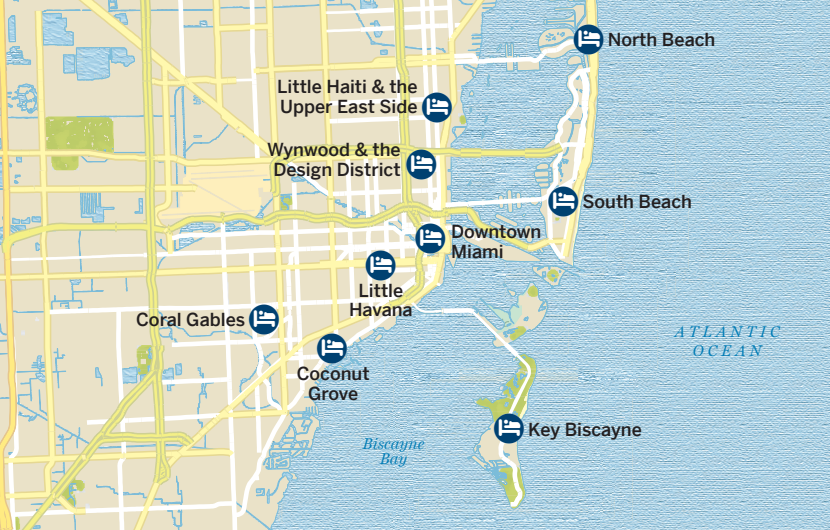 North Beach
Little Haiti & the
Upper East Side
Wynwood & the
Design District
South Beach
Downtown
Miami
Little
Havana
Coral Gables
ATLANTIC
OCEAN
Coconut
Grove
Key Biscayne
Biscayne
Bay